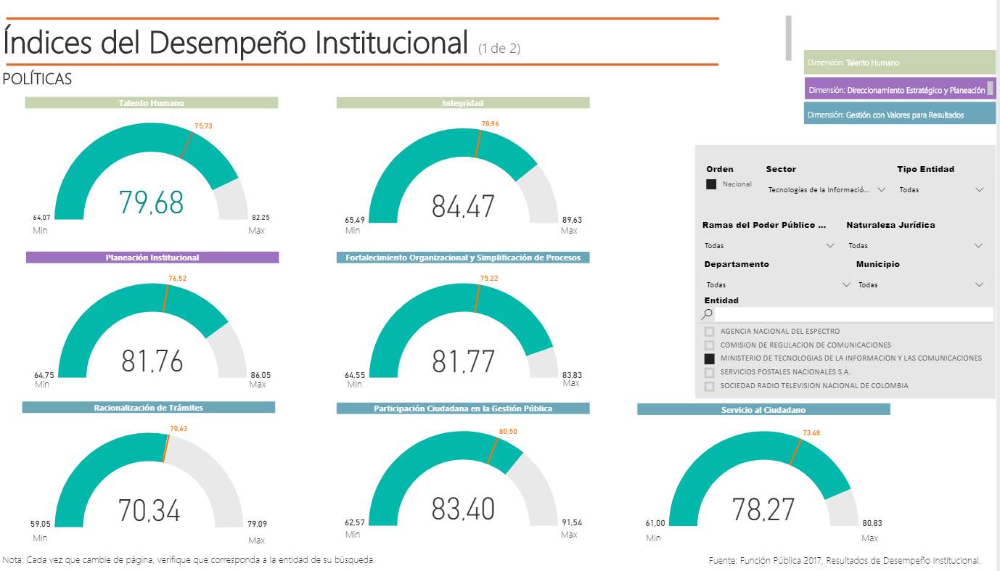 Índices del Desempeño Institucional (1 de 2)
POLÍTICAS
Dimensión: Talento Humano
Dimensión: Direccionamiento Estratégico y Planeación
Dimensión: Gestión con Valores para Resultados
Talento Humano
75,73
79,68
64,07
Min
82,25
Max
Integridad
78,96
84,47
65,49
Min
89,63
Max
Planeación Institucional
76,52
81,76
64,75
Min
86,05
Max
Fortalecimiento Organizacional y Simplificación de Procesos
75,22
81,77
64,55
Min
83,83
Max
Orden
Nacional
Sector
Tecnologías de la Informació...
Tipo Entidad
Todas
Ramas del Poder Público ...
Todas
Naturaleza Jurídica
Todas
Departamento
Todas
Municipio
Todas
Entidad
AGENCIA NACIONAL DEL ESPECTRO
COMISION DE REGULACION DE COMUNICACIONES
MINISTERIO DE TECNOLOGIAS DE LA INFORMACION Y LAS COMUNICACIONES
SERVICIOS POSTALES NACIONALES S.A.
SOCIEDAD RADIO TELEVISION NACIONAL DE COLOMBIA
Racionalización de Trámites
70,43
70,34
59,05
Min
79,09
Max
Participación Ciudadana en la Gestión Pública
80,50
83,40
62,57
Min
91,54
Max
Servicio al Ciudadano
73,48
78,27
61,00
Min
80,83
Max
Nota: Cada vez que cambie de página, verifique que corresponda a la entidad de su búsqueda.
Fuente: Función Pública 2017, Resultados de Desempeño Institucional.